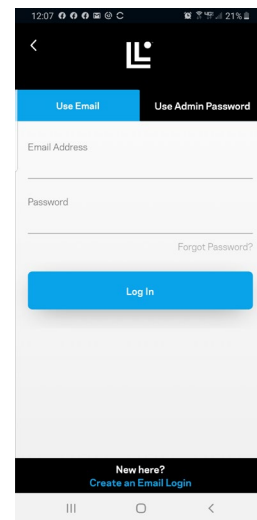 12:07 21%
Use Email Use Admin Password
Email Address
Password
Forgot Password?
Log In
New here?
Create an Email Login